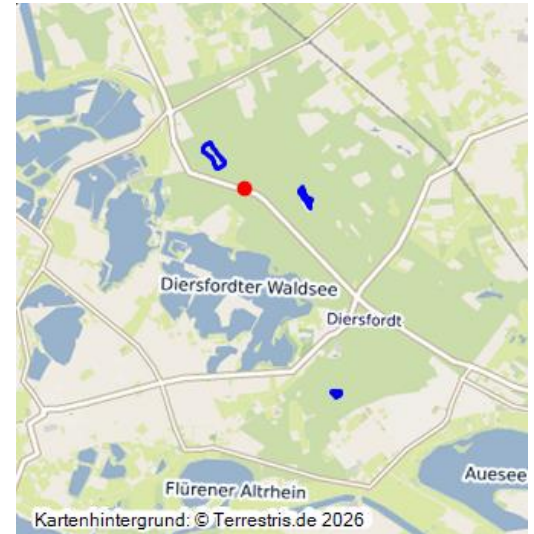 Diersfordter Waldsee
Diersfordt
Auesee
Flürener Altrhein
Kartenhintergrund: © Terrestris.de 2026